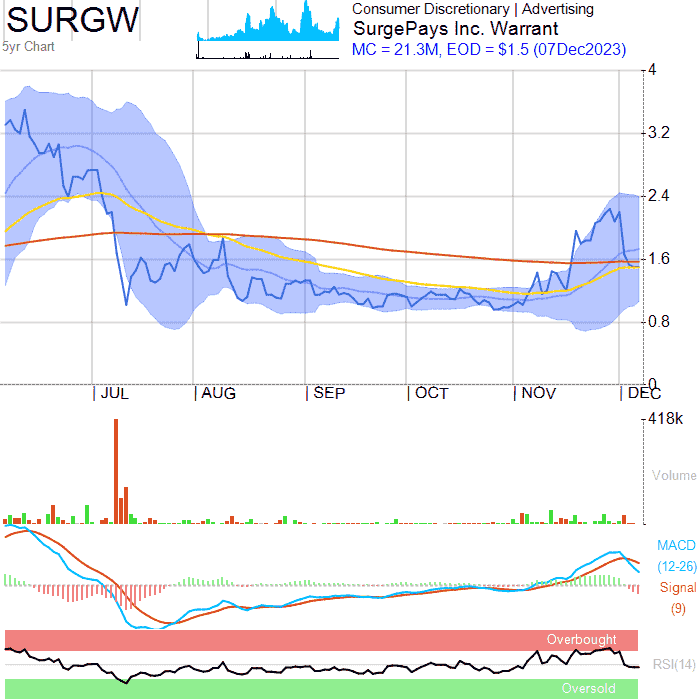 SURGW
5yr Chart
Consumer Discretionary | Advertising
SurgePays Inc. Warrant
MC = 21.3M, EOD = $1.5 (07Dec2023)
4
3.2
2.4
1.6
0.8
0
JUL AUG SEP OCT NOV DEC
418k
Volume
MACD
(12-26)
Signal
(9)
Overbought
RSI(14)
Oversold